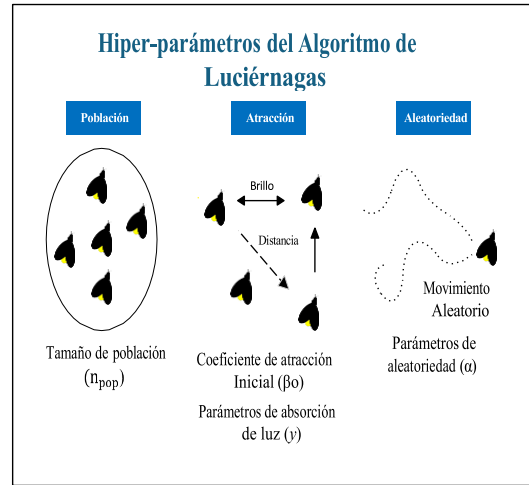 Hiper-parámetros del Algoritmo de
Luciérnagas
Población
Atracción
Aleatoriedad
Brillo
Distancia
Movimiento
Aleatorio
Tamaño de población
(n_pop)
Coeficiente de atracción
Inicial (βo)
Parámetros de absorción
de luz (y)
Parámetros de
aleatoriedad (α)